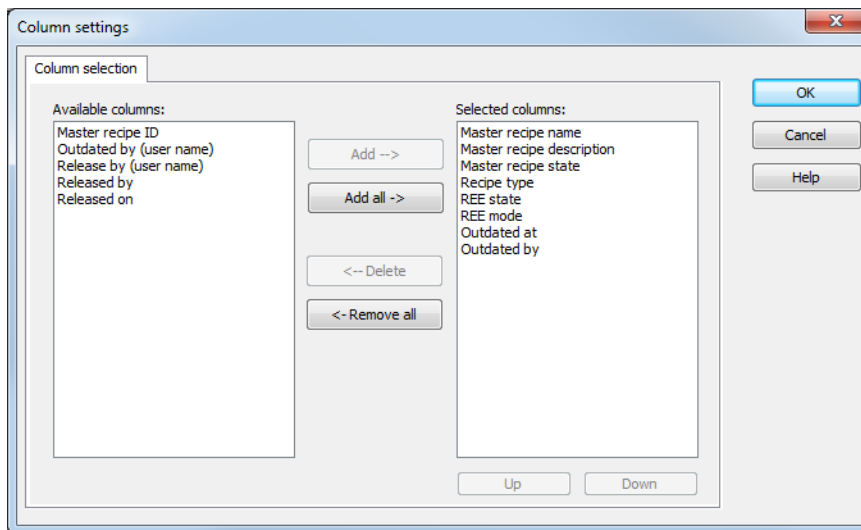 Column settings
Column selection
Available columns:
Master recipe ID
Outdated by (user name)
Release by (user name)
Released by
Released on
Add -->
Add all ->
<-- Delete
<- Remove all
Selected columns:
Master recipe name
Master recipe description
Master recipe state
Recipe type
REE state
REE mode
Outdated at
Outdated by
Up
Down
OK
Cancel
Help